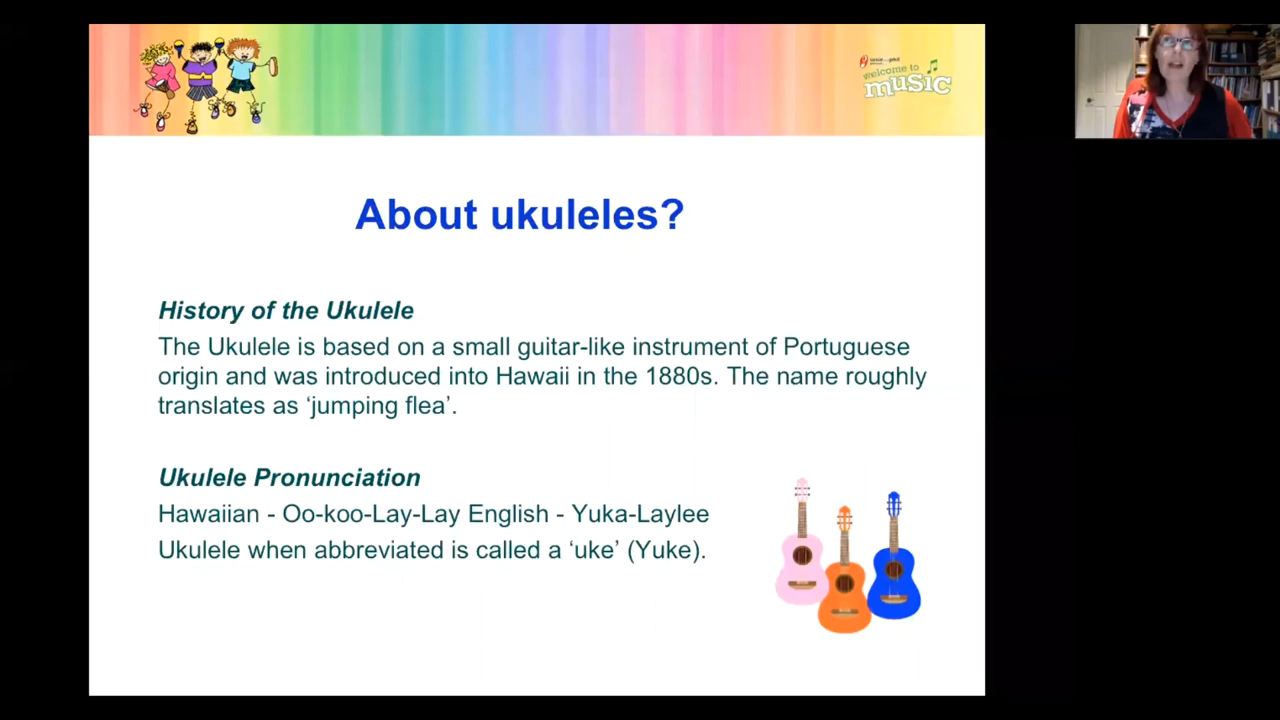 welcome to
music
About ukuleles?
History of the Ukulele
The Ukulele is based on a small guitar-like instrument of Portuguese
origin and was introduced into Hawaii in the 1880s. The name roughly
translates as ‘jumping flea’.
Ukulele Pronunciation
Hawaiian - Oo-koo-Lay-Lay English - Yuka-Laylee
Ukulele when abbreviated is called a ‘uke’ (Yuke).